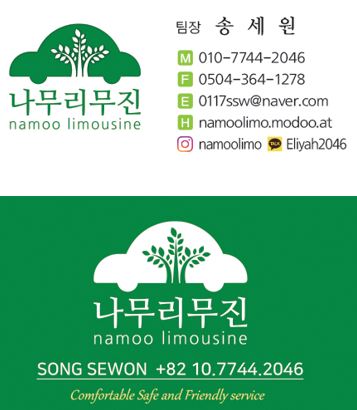 팀장 송 세 원
M 010-7744-2046
F 0504-364-1278
E 0117ssw@naver.com
H namoolimo.modoo.at
namoolimo TALK Eliyah2046
나무리무진
namoo limousine
나무리무진
namoo limousine
SONG SEWON +82 10.7744.2046
Comfortable Safe and Friendly service